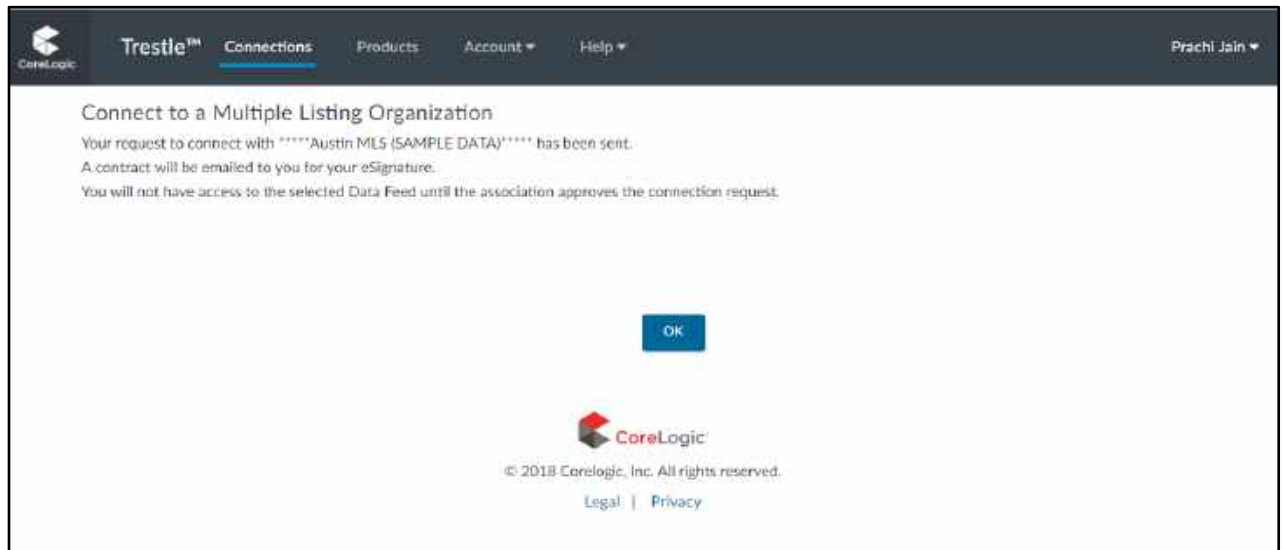 CoreLogic
Trestle™ Connections Products Account Help Prachi Jain
Connect to a Multiple Listing Organization
Your request to connect with *****Austin MLS (SAMPLE DATA)***** has been sent.
A contract will be emailed to you for your eSignature.
You will not have access to the selected Data Feed until the association approves the connection request.
OK
CoreLogic
© 2018 Corelogic, Inc. All rights reserved.
Legal | Privacy